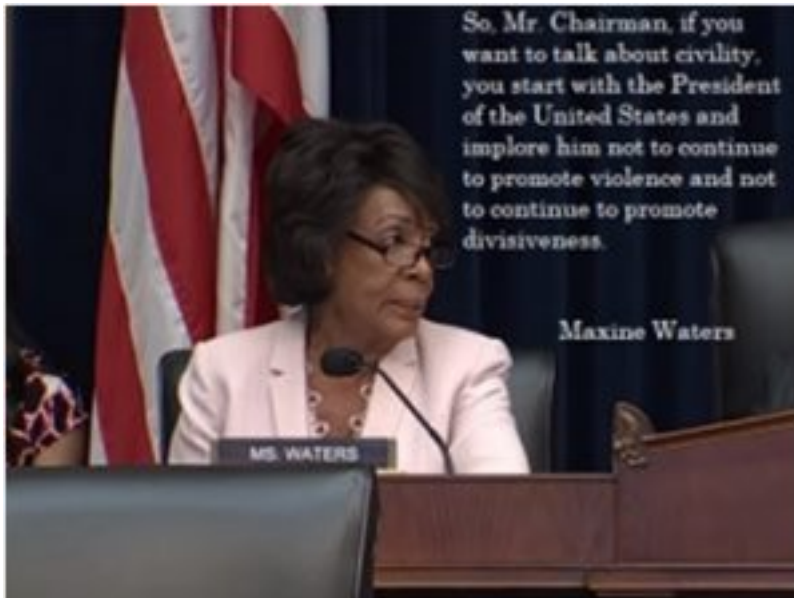 So, Mr. Chairman, if you
want to talk about civility,
you start with the President
of the United States and
implore him not to continue
to promote violence and not
to continue to promote
divisiveness.
Maxine Waters
MS. WATERS